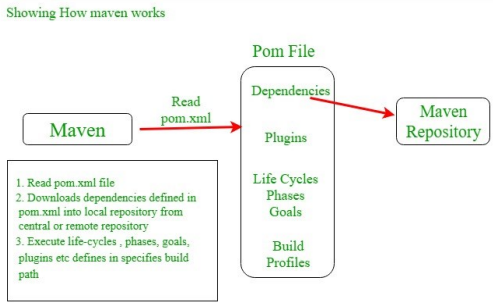 Showing How maven works
Pom File
Dependencies
Read
pom.xml
Maven
Maven
Repository
Plugins
Life Cycles
Phases
Goals
Build
Profiles
1. Read pom.xml file
2. Downloads dependencies defined in
pom.xml into local repository from
central or remote repository
3. Execute life-cycles , phases, goals,
plugins etc defines in specifies build
path